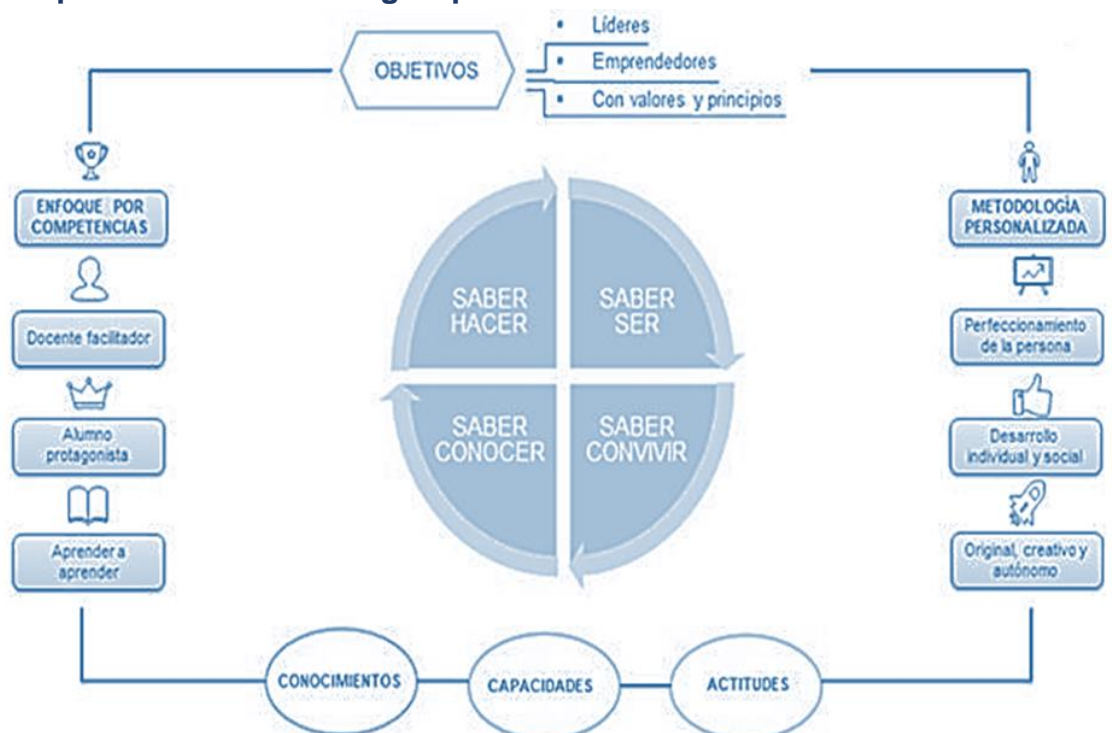 OBJETIVOS
• Líderes
• Emprendedores
• Con valores y principios
ENFOQUE POR
COMPETENCIAS
Docente facilitador
Alumno
protagonista
Aprender a
aprender
SABER
HACER
SABER
SER
SABER
CONOCER
SABER
CONVIVIR
METODOLOGÍA
PERSONALIZADA
Perfeccionamiento
de la persona
Desarrollo
individual y social
Original, creativo y
autónomo
CONOCIMIENTOS
CAPACIDADES
ACTITUDES